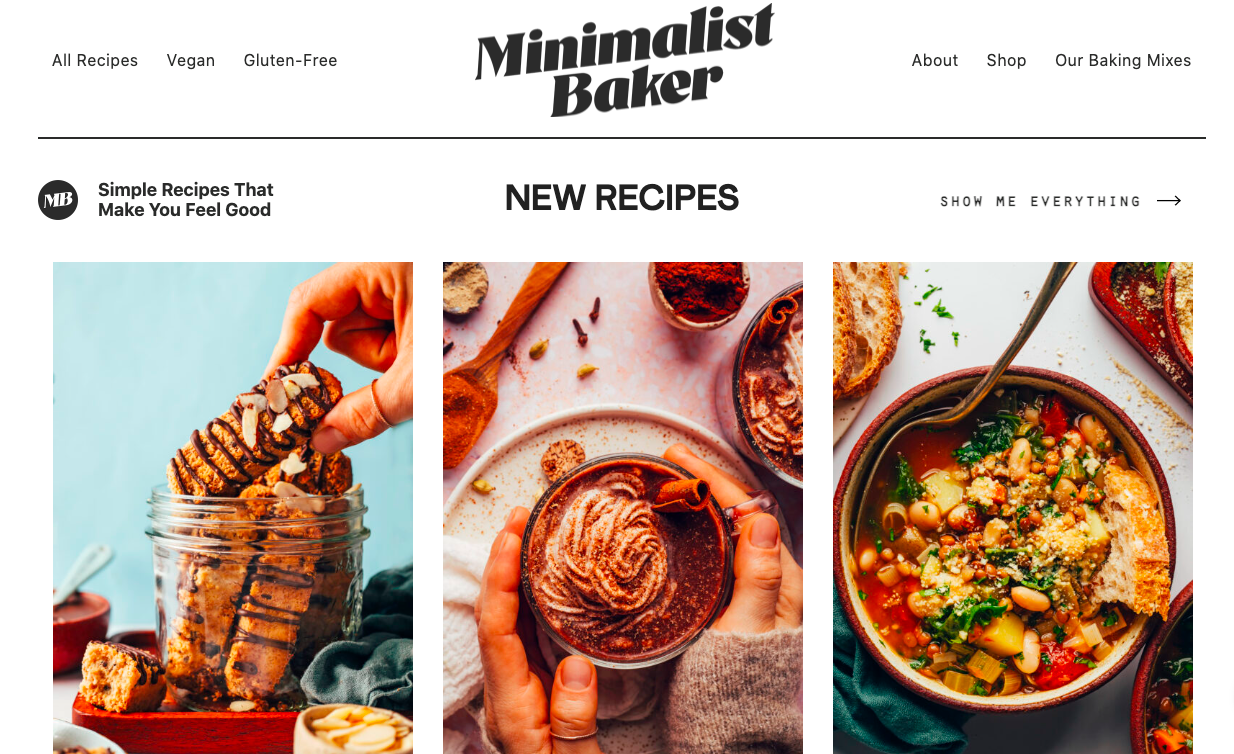 All Recipes
Vegan
Gluten-Free
Minimalist
Baker
About
Shop
Our Baking Mixes
MB
Simple Recipes That
Make You Feel Good
NEW RECIPES
SHOW ME EVERYTHING